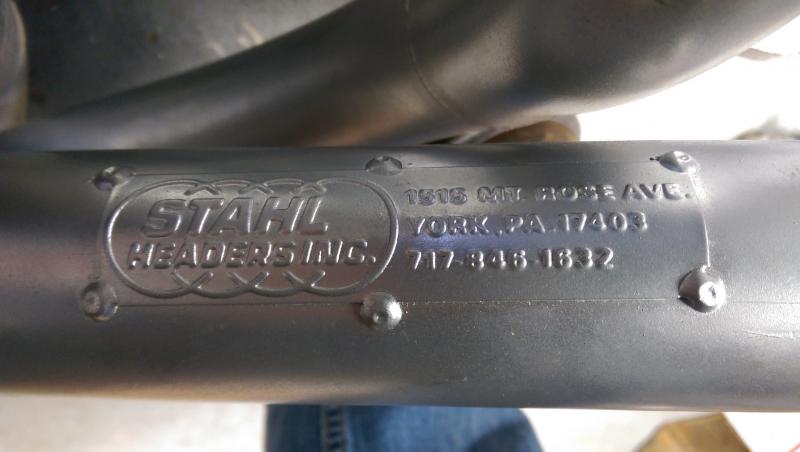 STAHL
HEADERS INC.
1515 MT. ROSE AVE.
YORK, PA. 17403
717-846-1632